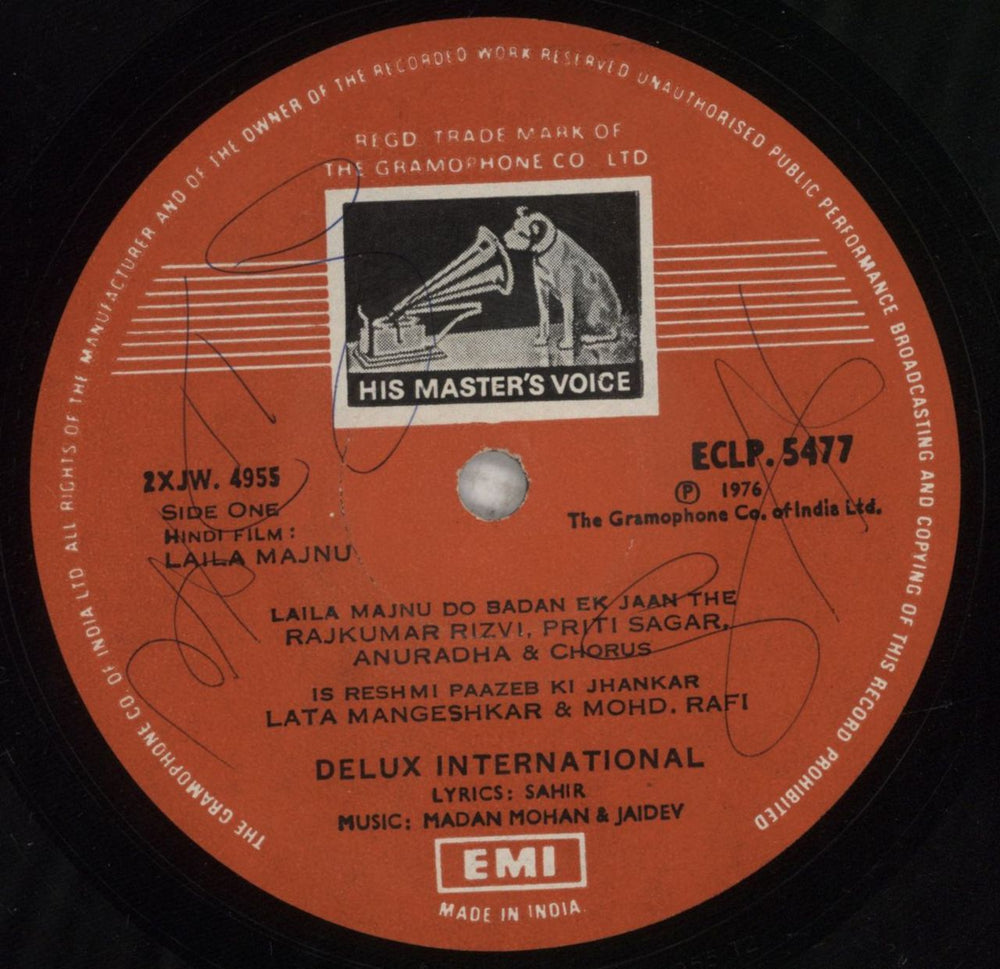 THE GRAMOPHONE CO OF INDIA LTD ALL RIGHTS OF THE MANUFACTURER AND OF THE OWNER OF THE RECORDED WORK RESERVED UNAUTHORISED PUBLIC PERFORMANCE BROADCASTING AND COPYING OF THIS RECORD PROHIBITED
REGD. TRADE MARK OF
THE GRAMOPHONE CO. LTD
HIS MASTER'S VOICE
2XJW. 4955
SIDE ONE
HINDI FILM :
LAILA MAJNU
ECLP. 5477
Ⓟ 1976
The Gramophone Co. of India Ltd.
LAILA MAJNU DO BADAN EK JAAN THE
RAJKUMAR RIZVI, PRITI SAGAR,
ANURADHA & CHORUS
IS RESHMI PAAZEB KI JHANKAR
LATA MANGESHKAR & MOHD. RAFI
DELUX INTERNATIONAL
LYRICS: SAHIR
MUSIC: MADAN MOHAN & JAIDEV
EMI
MADE IN INDIA